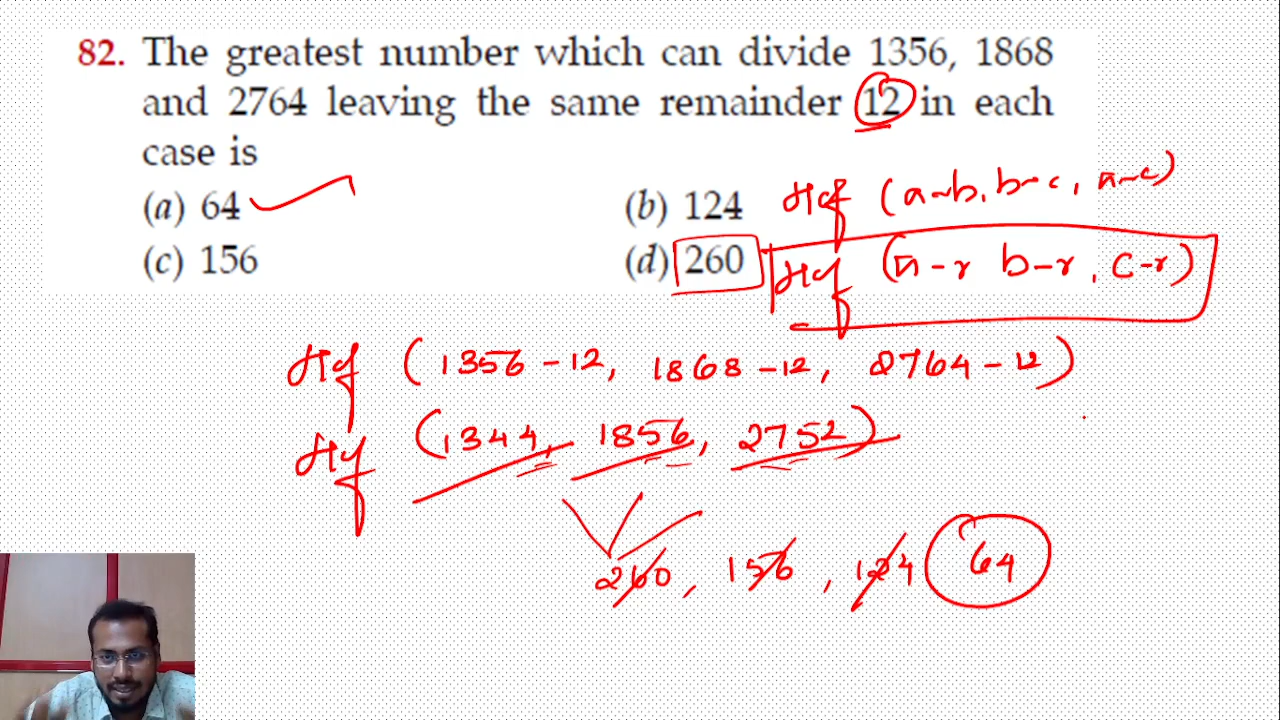 82. The greatest number which can divide 1356, 1868
and 2764 leaving the same remainder 12 in each
case is
(a) 64
(b) 124
(c) 156
(d) 260
Hcf (a-b, b-c, a-c)
Hcf (a-r b-r, c-r)
Hcf (1356-12, 1868-12, 2764-12)
Hcf (1344, 1856, 2752)
260, 156, 124 64